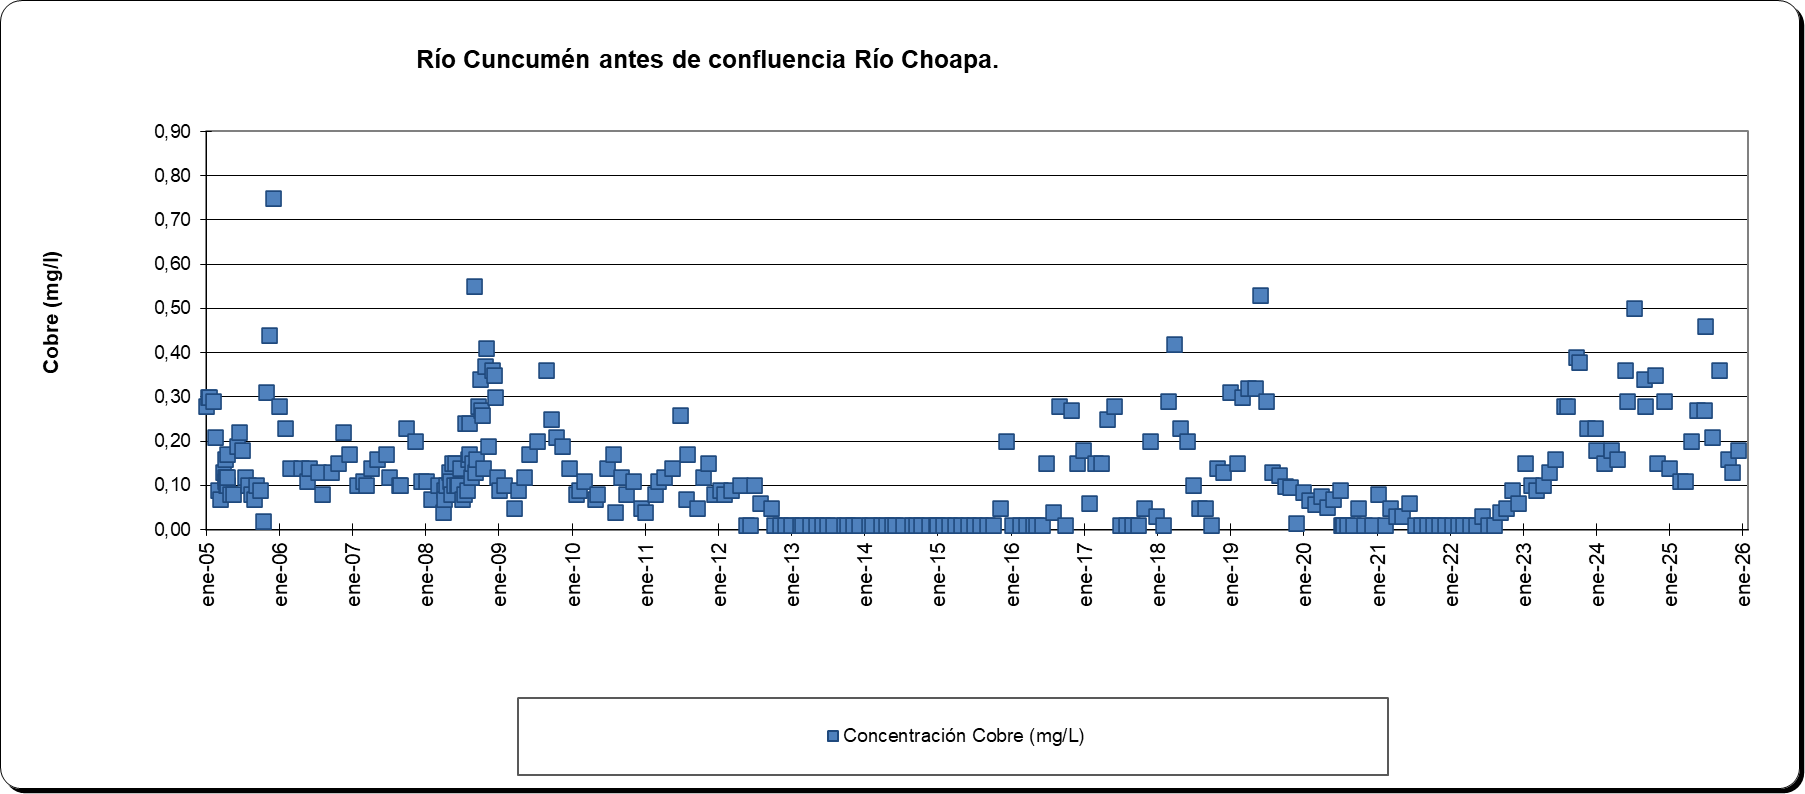 Río Cuncumén antes de confluencia Río Choapa.
Cobre (mg/l)
0,90
0,80
0,70
0,60
0,50
0,40
0,30
0,20
0,10
0,00
ene-05
ene-06
ene-07
ene-08
ene-09
ene-10
ene-11
ene-12
ene-13
ene-14
ene-15
ene-16
ene-17
ene-18
ene-19
ene-20
ene-21
ene-22
ene-23
ene-24
ene-25
ene-26
Concentración Cobre (mg/L)